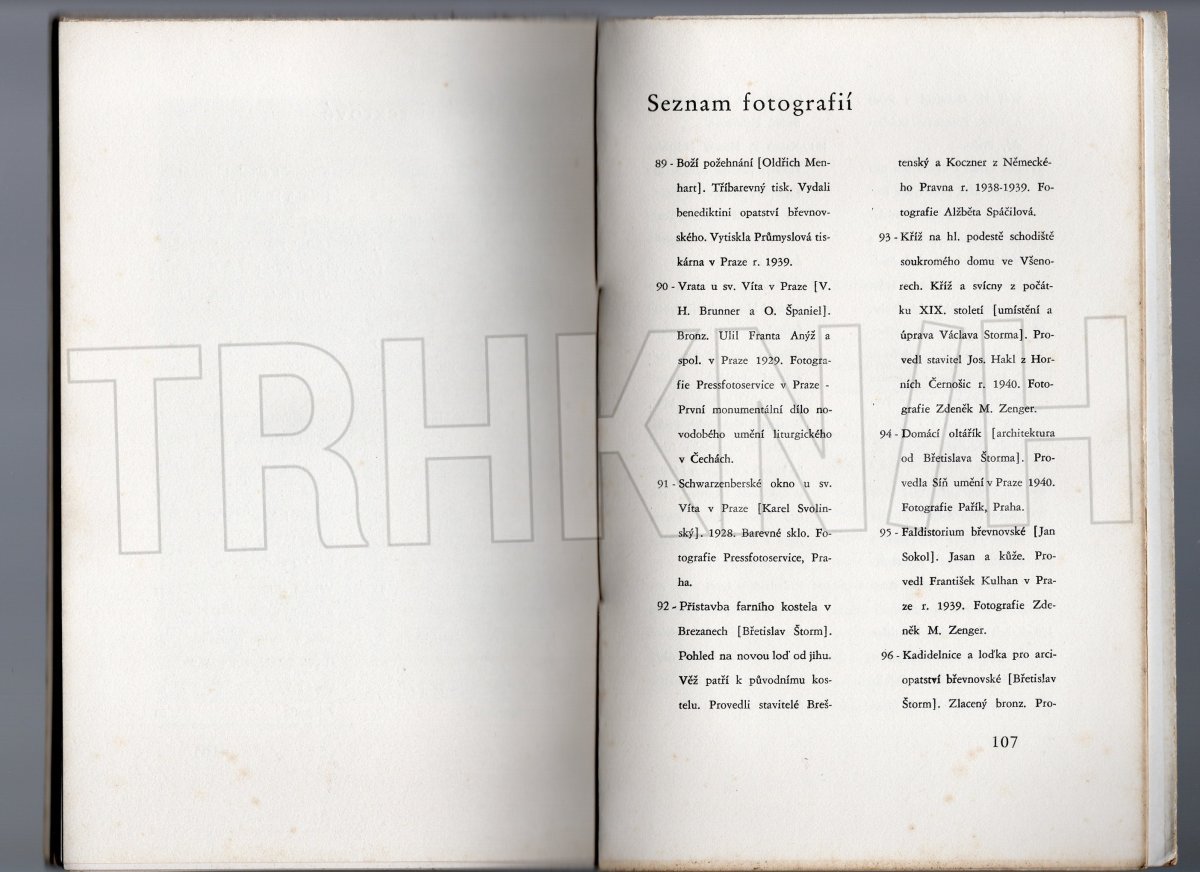 Seznam fotografií
89 - Boží požehnání [Oldřich Men-
hart]. Tříbarevný tisk. Vydali
benediktini opatství břevnov-
ského. Vytiskla Průmyslová tis-
kárna v Praze r. 1939.
90 - Vrata u sv. Víta v Praze [V.
H. Brunner a O. Španiel].
Bronz. Ulil Franta Anýž a
spol. v Praze 1929. Fotogra-
fie Pressfotoservice v Praze -
První monumentální dílo no-
vodobého umění liturgického
v Čechách.
91 - Schwarzenberské okno u sv.
Víta v Praze [Karel Svolin-
ský]. 1928. Barevné sklo. Fo-
tografie Pressfotoservice, Pra-
ha.
92 - Přístavba farního kostela v
Brezanech [Břetislav Štorm].
Pohled na novou loď od jihu.
Věž patří k původnímu kos-
telu. Provedli stavitelé Breš-
tenský a Koczner z Německé-
ho Pravna r. 1938-1939. Fo-
tografie Alžběta Spáčilová.
93 - Kříž na hl. podestě schodiště
soukromého domu ve Všeno-
rech. Kříž a svícny z počát-
ku XIX. století [umístění a
úprava Václava Storma]. Pro-
vedl stavitel Jos. Hakl z Hor-
ních Černošic r. 1940. Foto-
grafie Zdeněk M. Zenger.
94 - Domácí oltářík [architektura
od Břetislava Štorma]. Pro-
vedla Síň umění v Praze 1940.
Fotografie Pařík, Praha.
95 - Faldistorium břevnovské [Jan
Sokol]. Jasan a kůže. Pro-
vedl František Kulhan v Pra-
ze r. 1939. Fotografie Zde-
něk M. Zenger.
96 - Kadidelnice a loďka pro arci-
opatství břevnovské [Břetislav
Štorm]. Zlacený bronz. Pro-
107
TRHKNIH